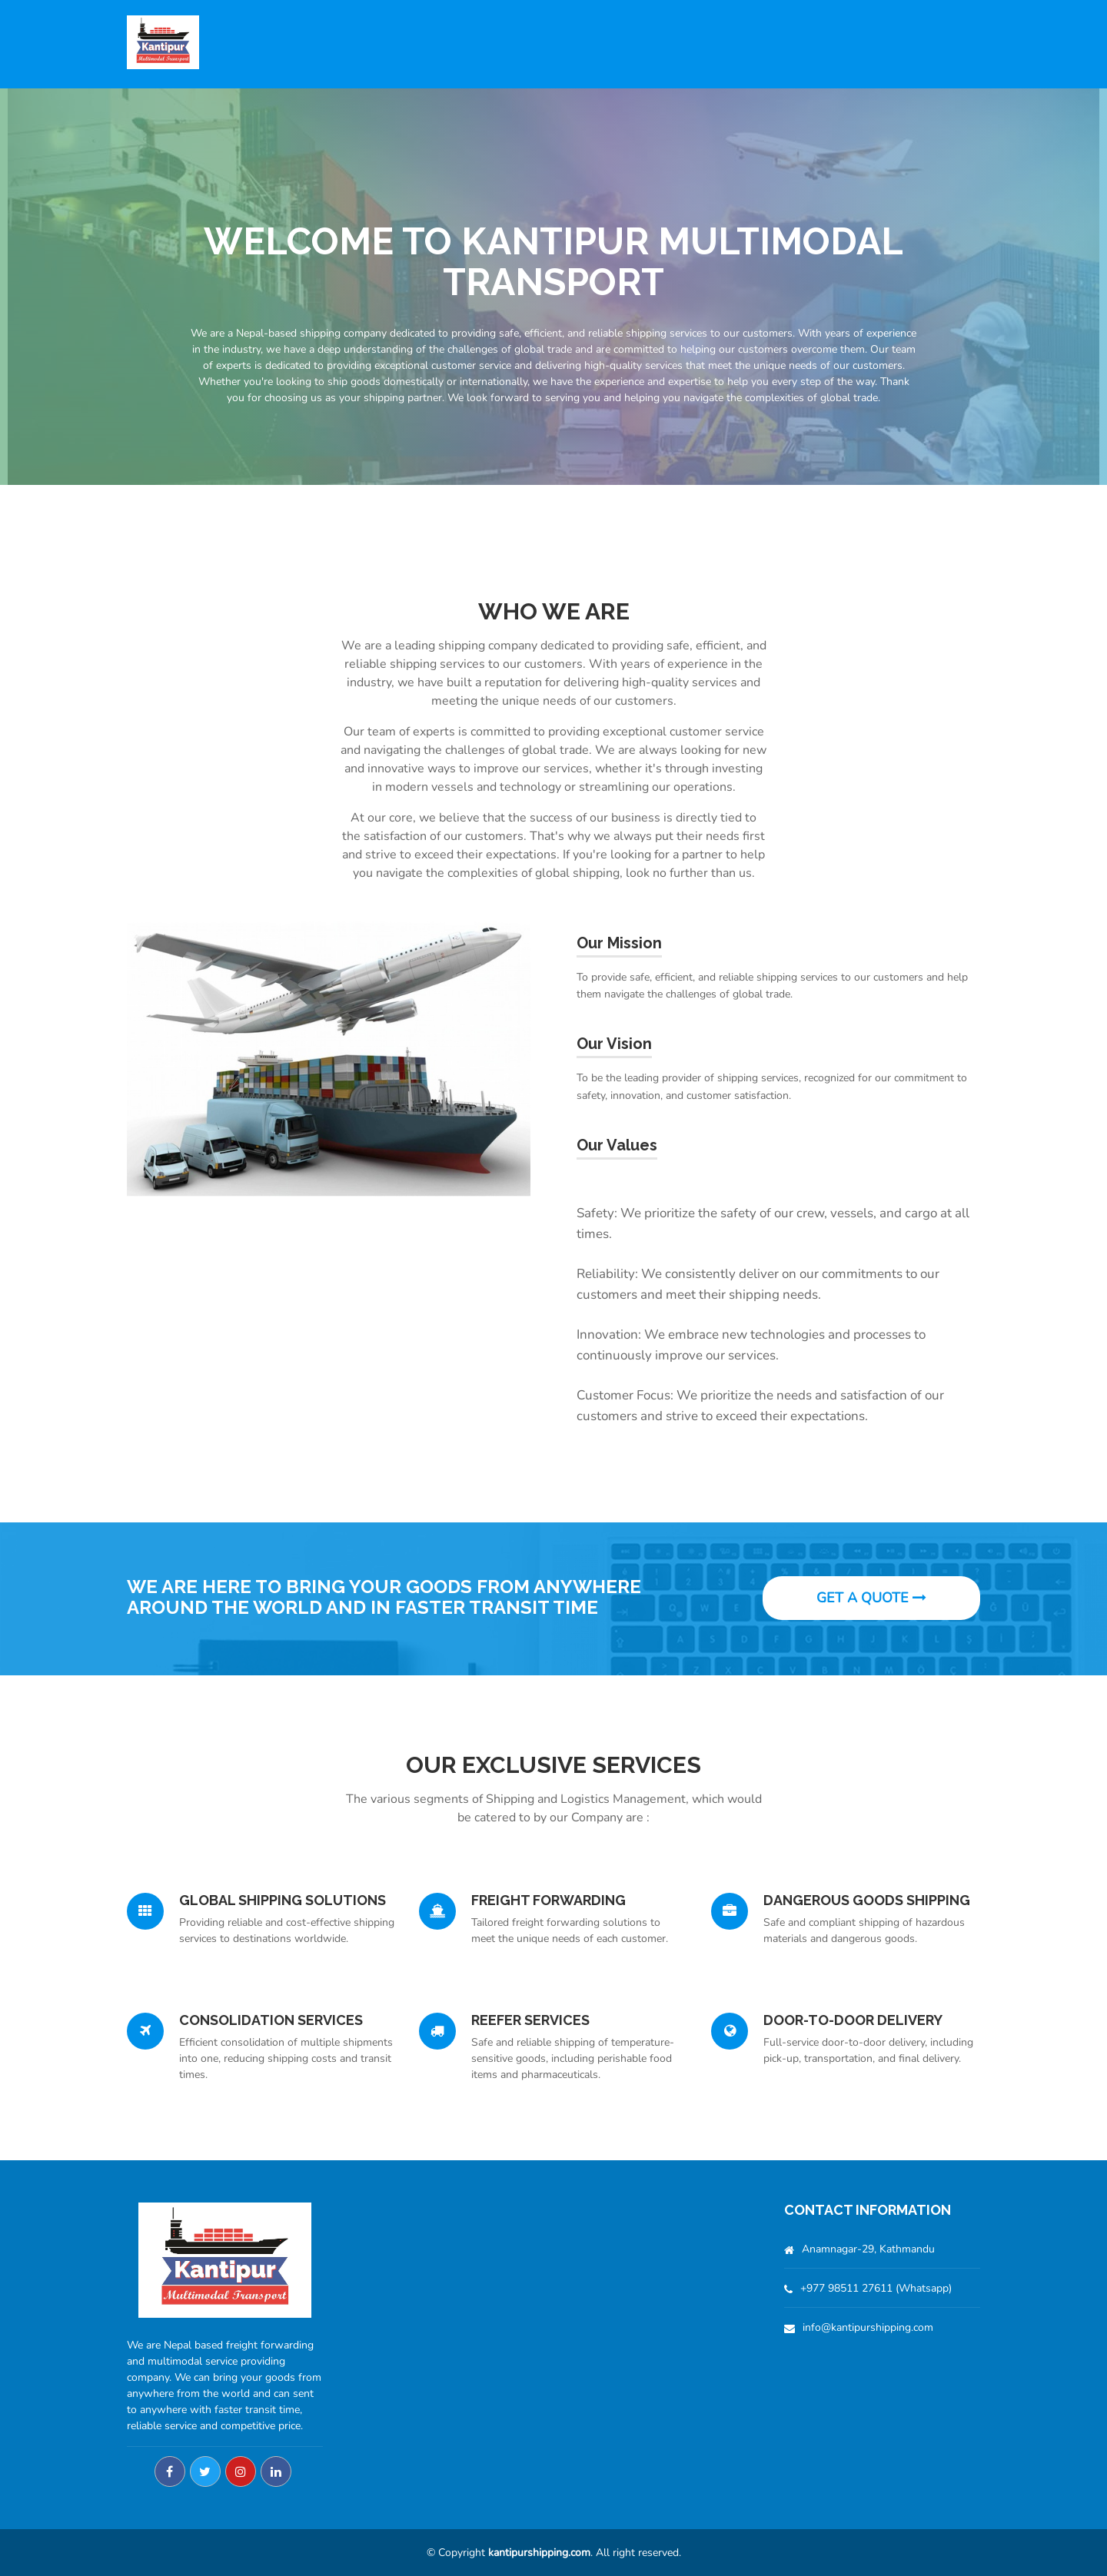 Kantipur
Multimodal Transport
WELCOME TO KANTIPUR MULTIMODAL
TRANSPORT
We are a Nepal-based shipping company dedicated to providing safe, efficient, and reliable shipping services to our customers. With years of experience
in the industry, we have a deep understanding of the challenges of global trade and are committed to helping our customers overcome them. Our team
of experts is dedicated to providing exceptional customer service and delivering high-quality services that meet the unique needs of our customers.
Whether you're looking to ship goods domestically or internationally, we have the experience and expertise to help you every step of the way. Thank
you for choosing us as your shipping partner. We look forward to serving you and helping you navigate the complexities of global trade.
WHO WE ARE
We are a leading shipping company dedicated to providing safe, efficient, and
reliable shipping services to our customers. With years of experience in the
industry, we have built a reputation for delivering high-quality services and
meeting the unique needs of our customers.
Our team of experts is committed to providing exceptional customer service
and navigating the challenges of global trade. We are always looking for new
and innovative ways to improve our services, whether it's through investing
in modern vessels and technology or streamlining our operations.
At our core, we believe that the success of our business is directly tied to
the satisfaction of our customers. That's why we always put their needs first
and strive to exceed their expectations. If you're looking for a partner to help
you navigate the complexities of global shipping, look no further than us.
Our Mission
To provide safe, efficient, and reliable shipping services to our customers and help
them navigate the challenges of global trade.
Our Vision
To be the leading provider of shipping services, recognized for our commitment to
safety, innovation, and customer satisfaction.
Our Values
Safety: We prioritize the safety of our crew, vessels, and cargo at all
times.
Reliability: We consistently deliver on our commitments to our
customers and meet their shipping needs.
Innovation: We embrace new technologies and processes to
continuously improve our services.
Customer Focus: We prioritize the needs and satisfaction of our
customers and strive to exceed their expectations.
WE ARE HERE TO BRING YOUR GOODS FROM ANYWHERE
AROUND THE WORLD AND IN FASTER TRANSIT TIME
GET A QUOTE
OUR EXCLUSIVE SERVICES
The various segments of Shipping and Logistics Management, which would
be catered to by our Company are :
GLOBAL SHIPPING SOLUTIONS
Providing reliable and cost-effective shipping
services to destinations worldwide.
FREIGHT FORWARDING
Tailored freight forwarding solutions to
meet the unique needs of each customer.
DANGEROUS GOODS SHIPPING
Safe and compliant shipping of hazardous
materials and dangerous goods.
CONSOLIDATION SERVICES
Efficient consolidation of multiple shipments
into one, reducing shipping costs and transit
times.
REEFER SERVICES
Safe and reliable shipping of temperature-
sensitive goods, including perishable food
items and pharmaceuticals.
DOOR-TO-DOOR DELIVERY
Full-service door-to-door delivery, including
pick-up, transportation, and final delivery.
Kantipur
Multimodal Transport
We are Nepal based freight forwarding
and multimodal service providing
company. We can bring your goods from
anywhere from the world and can sent
to anywhere with faster transit time,
reliable service and competitive price.
CONTACT INFORMATION
Anamnagar-29, Kathmandu
+977 98511 27611 (Whatsapp)
info@kantipurshipping.com
© Copyright kantipurshipping.com. All right reserved.